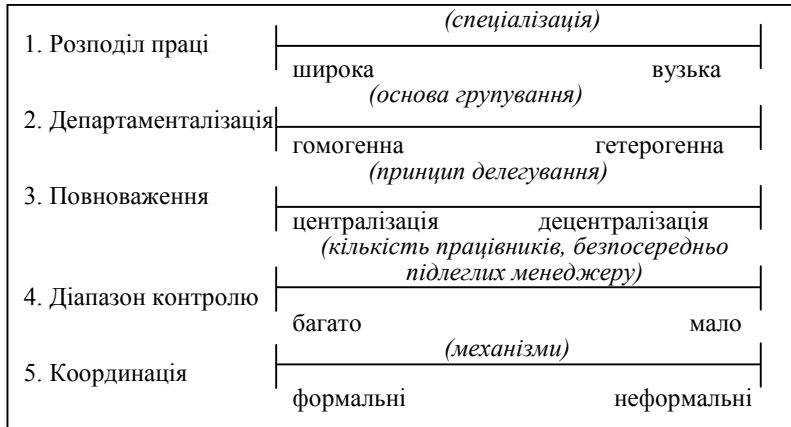 (спеціалізація)
1. Розподіл праці
широка вузька
(основа групування)
2. Департаменталізація
гомогенна гетерогенна
(принцип делегування)
3. Повноваження
централізація децентралізація
(кількість працівників, безпосередньо
підлеглих менеджеру)
4. Діапазон контролю
багато мало
(механізми)
5. Координація
формальні неформальні